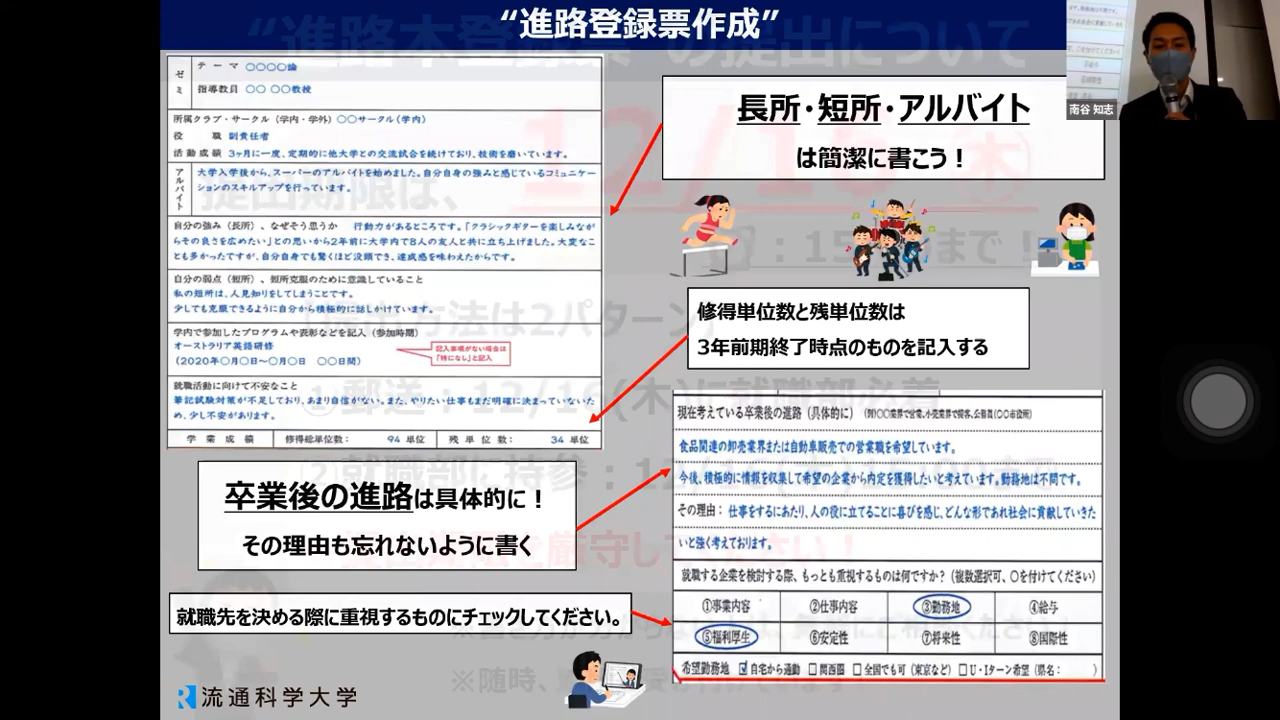 “進路登録票作成”
ゼミ
テーマ 〇〇〇〇論
指導教員 〇〇 〇〇教授
所属クラブ・サークル（学内・学外）〇〇サークル(学内)
役 職 副責任者
活動成績 3ヶ月に一度、定期的に他大学との交流試合を続けており、技術を磨いています。
アルバイト
大学入学後から、スーパーのアルバイトを始めました。自分自身の強みと感じているコミュニケー
ションのスキルアップを行っています。
自分の強み（長所）、なぜそう思うか 行動力があるところです。「クラシックギターを楽しみなが
らその良さを広めたい」との思いから2年前に大学内で8人の友人と共に立ち上げました。大変なこ
とも多かったですが、自分自身でも驚くほど没頭でき、達成感を味わえたからです。
自分の弱点（短所）、短所克服のために意識していること
私の短所は、人見知りをしてしまうことです。
少しでも克服できるように自分から積極的に話しかけています。
学内で参加したプログラムや表彰などを記入（参加時期）
オーストラリア英語研修
（2020年〇月〇日～〇月〇日 〇〇日間）
記入事項がない場合は
「特になし」と記入
就職活動に向けて不安なこと
筆記試験対策が不足しており、あまり自信がない。また、やりたい仕事もまだ明確に決まっていないた
め、少し不安があります。
学業成績 修得総単位数： 94 単位 残単位数： 34 単位
長所・短所・アルバイト
は簡潔に書こう！
南谷 知志
修得単位数と残単位数は
3年前期終了時点のものを記入する
卒業後の進路は具体的に！
その理由も忘れないように書く
就職先を決める際に重視するものにチェックしてください。
現在考えている卒業後の進路（具体的に）（例）〇〇業界で営業、小売業界で接客、公務員（〇〇市役所）
食品関連の卸売業界または自動車販売での営業職を希望しています。
今後、積極的に情報を収集して希望の企業から内定を獲得したいと考えています。勤務地は不問です。
その理由： 仕事をするにあたり、人の役に立てることに喜びを感じ、どんな形であれ社会に貢献していきた
いと強く考えております。
就職する企業を検討する際、もっとも重視するものは何ですか？（複数選択可、〇を付けてください）
①事業内容 ②仕事内容 ③勤務地 ④給与
⑤福利厚生 ⑥安定性 ⑦将来性 ⑧国際性
希望勤務地 ☑自宅から通勤 □関西圏 □全国でも可（東京など） □U・Iターン希望（県名： ）
流通科学大学